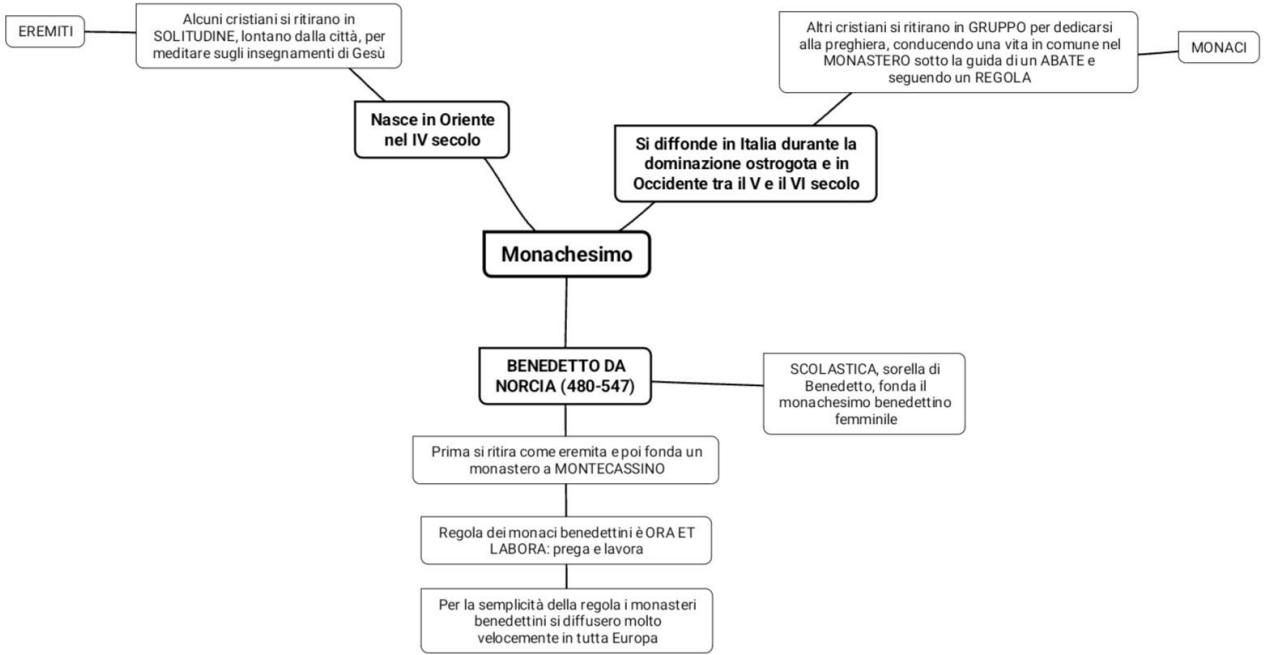 EREMITI
Alcuni cristiani si ritirano in
SOLITUDINE, lontano dalla città, per
meditare sugli insegnamenti di Gesù
Altri cristiani si ritirano in GRUPPO per dedicarsi
alla preghiera, conducendo una vita in comune nel
MONASTERO sotto la guida di un ABATE e
seguendo un REGOLA
MONACI
Nasce in Oriente
nel IV secolo
Si diffonde in Italia durante la
dominazione ostrogota e in
Occidente tra il V e il VI secolo
Monachesimo
BENEDETTO DA
NORCIA (480-547)
SCOLASTICA, sorella di
Benedetto, fonda il
monachesimo benedettino
femminile
Prima si ritira come eremita e poi fonda un
monastero a MONTECASSINO
Regola dei monaci benedettini è ORA ET
LABORA: prega e lavora
Per la semplicità della regola i monasteri
benedettini si diffusero molto
velocemente in tutta Europa